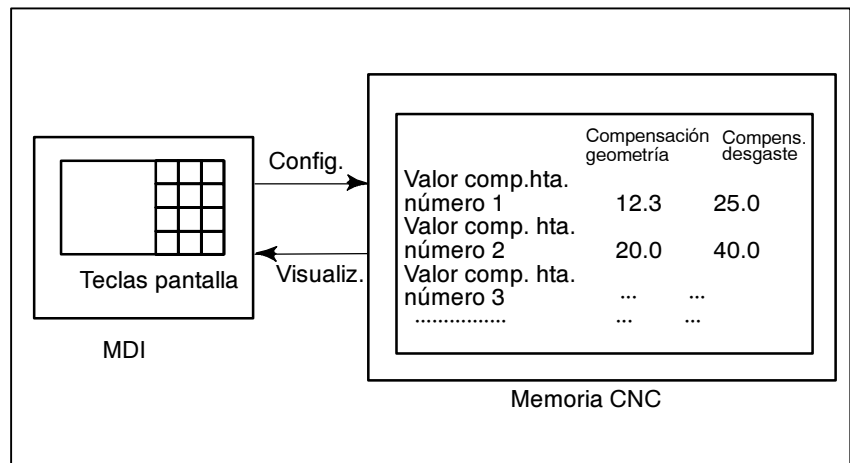 Compensación Compens.
geometría desgaste
Config.
Valor comp.hta.
número 1 12.3 25.0
Valor comp. hta.
número 2 20.0 40.0
Teclas pantalla
Visualiz.
Valor comp. hta.
número 3 ... ...
................ ... ...
MDI
Memoria CNC